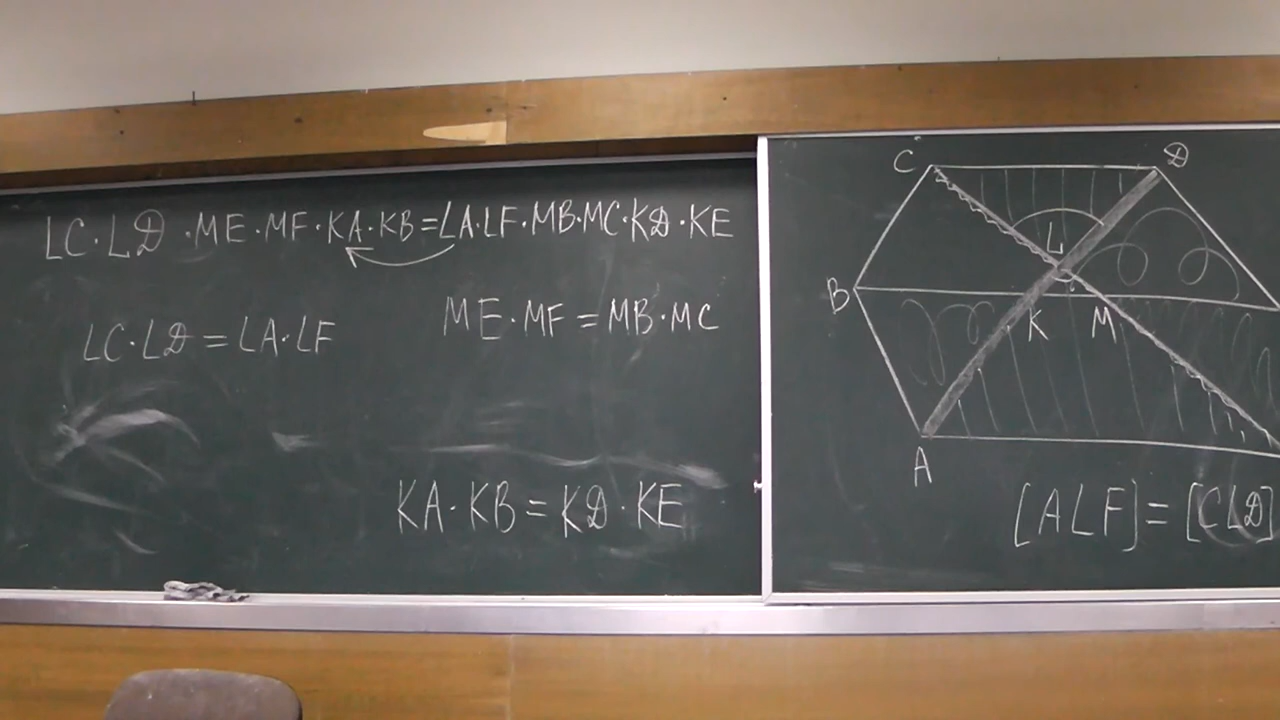 LC·LD·ME·MF·KA·KB=LA·LF·MB·MC·KD·KE
LC·LD=LA·LF
ME·MF=MB·MC
KA·KB=KD·KE
C
D
L
B
K
M
A
[ALF]=[CLD]